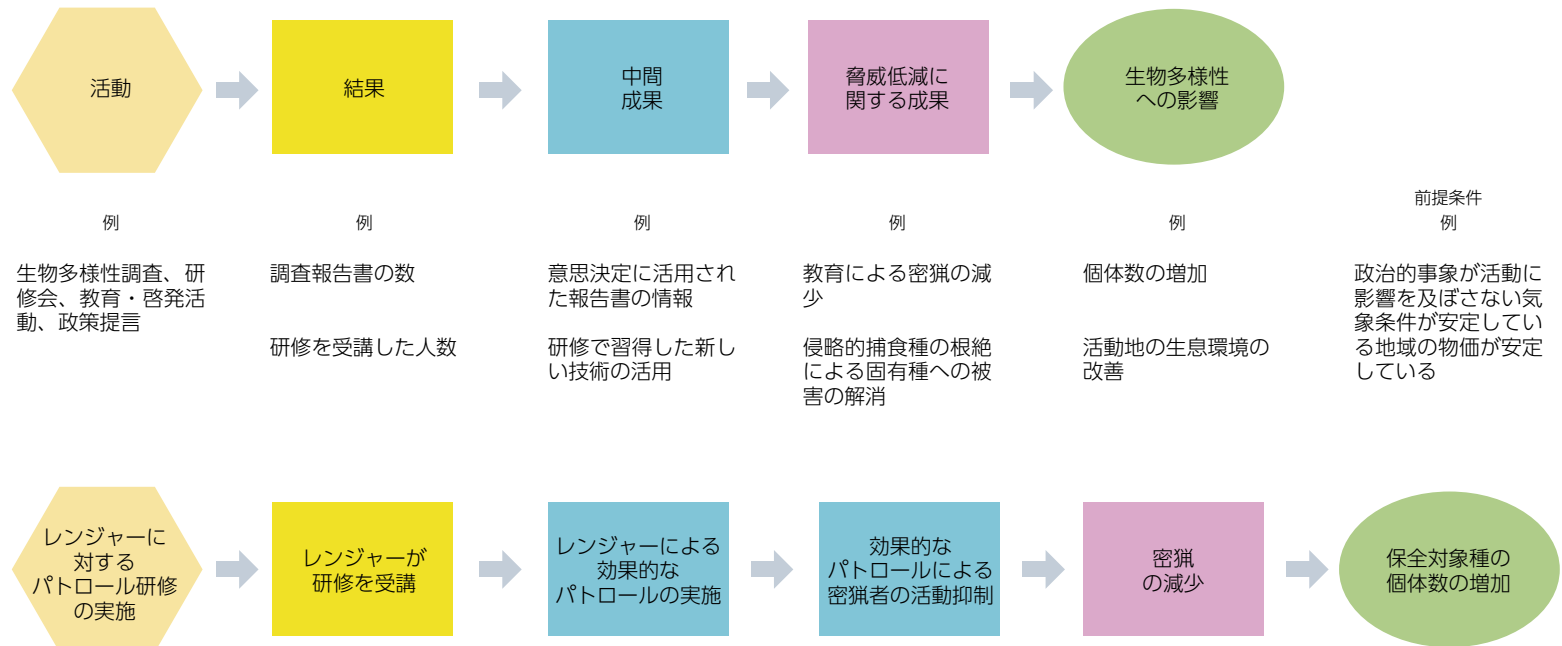 活動
結果
中間
成果
脅威低減に
関する成果
生物多様性
への影響
例
生物多様性調査、研
修会、教育・啓発活
動、政策提言
例
調査報告書の数
研修を受講した人数
例
意思決定に活用され
た報告書の情報
研修で習得した新し
い技術の活用
例
教育による密猟の減
少
侵略的捕食種の根絶
による固有種への被
害の解消
例
個体数の増加
活動地の生息環境の
改善
前提条件
例
政治的事象が活動に
影響を及ぼさない気
象条件が安定してい
る地域の物価が安定
している
レンジャーに
対する
パトロール研修
の実施
レンジャーが
研修を受講
レンジャーによる
効果的な
パトロールの実施
効果的な
パトロールによる
密猟者の活動抑制
密猟
の減少
保全対象種の
個体数の増加